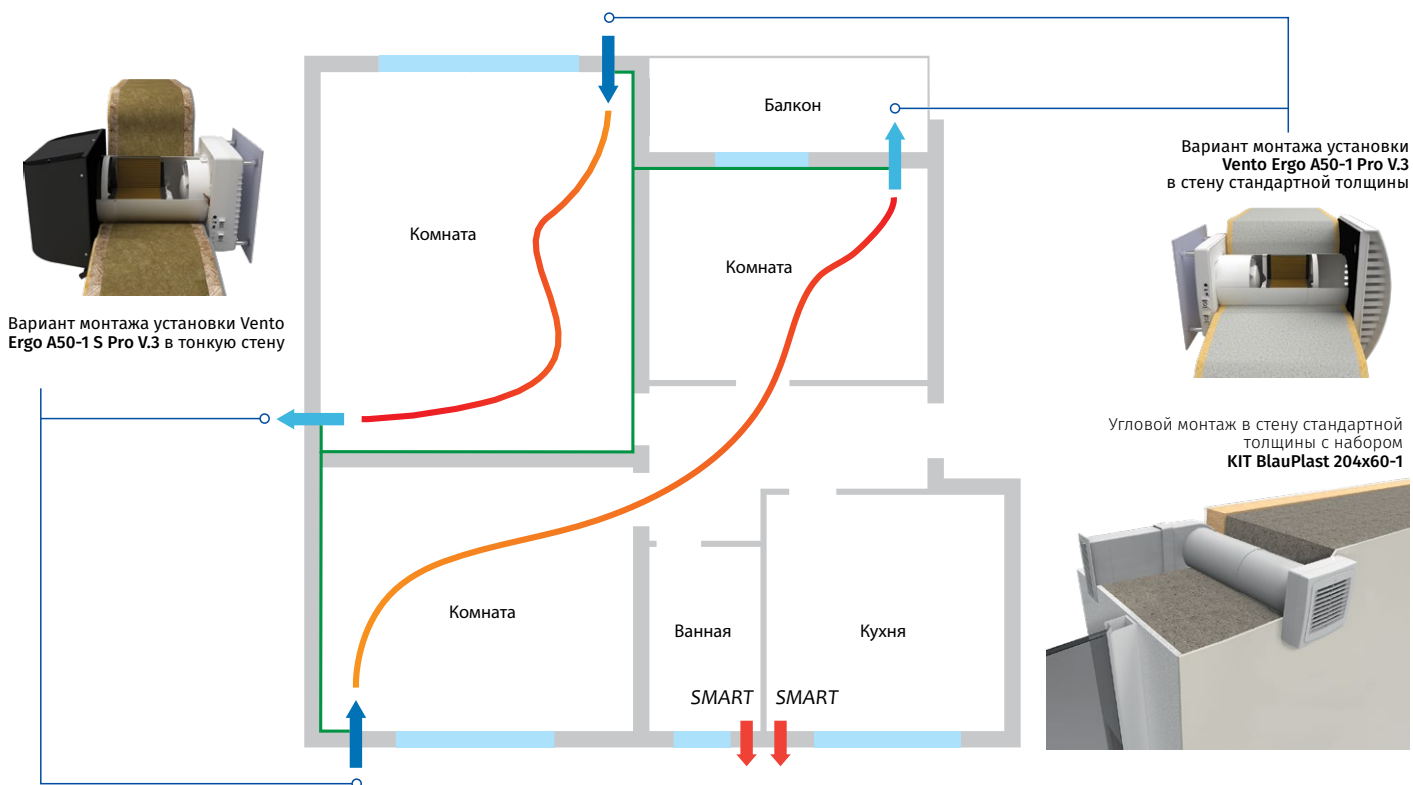 Балкон
Вариант монтажа установки
Vento Ergo A50-1 Pro V.3
в стену стандартной толщины
Комната
Комната
Вариант монтажа установки Vento
Ergo A50-1 S Pro V.3 в тонкую стену
Угловой монтаж в стену стандартной
толщины с набором
KIT BlauPlast 204x60-1
Комната
Ванная
Кухня
SMART
SMART